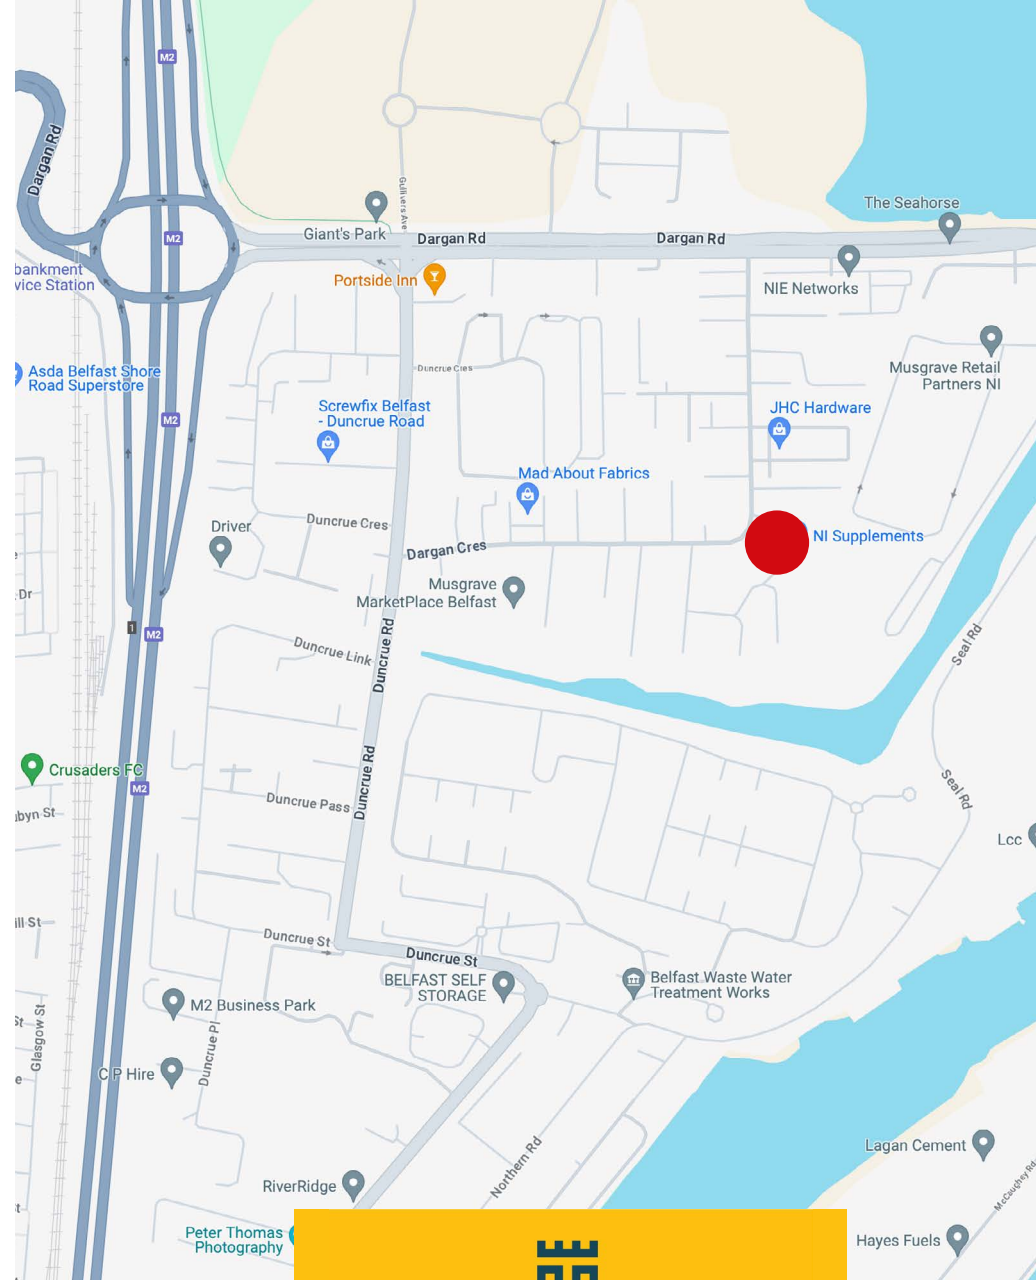 M2
Dargan Rd
The Seahorse
Gullivers Ave
Giant's Park
Dargan Rd
Dargan Rd
M2
bankment
vice Station
Portside Inn
NIE Networks
Asda Belfast Shore
Road Superstore
Duncrue Cres
Musgrave Retail
Partners NI
M2
Screwfix Belfast
- Duncrue Road
JHC Hardware
Mad About Fabrics
Driver
Duncrue Cres
Dargan Cres
NI Supplements
Musgrave
MarketPlace Belfast
Dr
1
M2
Duncrue Link
Duncrue Rd
Seal Rd
Crusaders FC
M2
Duncrue Rd
Seal Rd
Duncrue Pass
byn St
Lcc
ill St
Duncrue St
Duncrue St
BELFAST SELF
STORAGE
Belfast Waste Water
Treatment Works
M2 Business Park
St
Glasgow St
Duncrue Pl
C P Hire
e
Lagan Cement
Northern Rd
RiverRidge
McCaughey Rd
Peter Thomas
Photography
Hayes Fuels